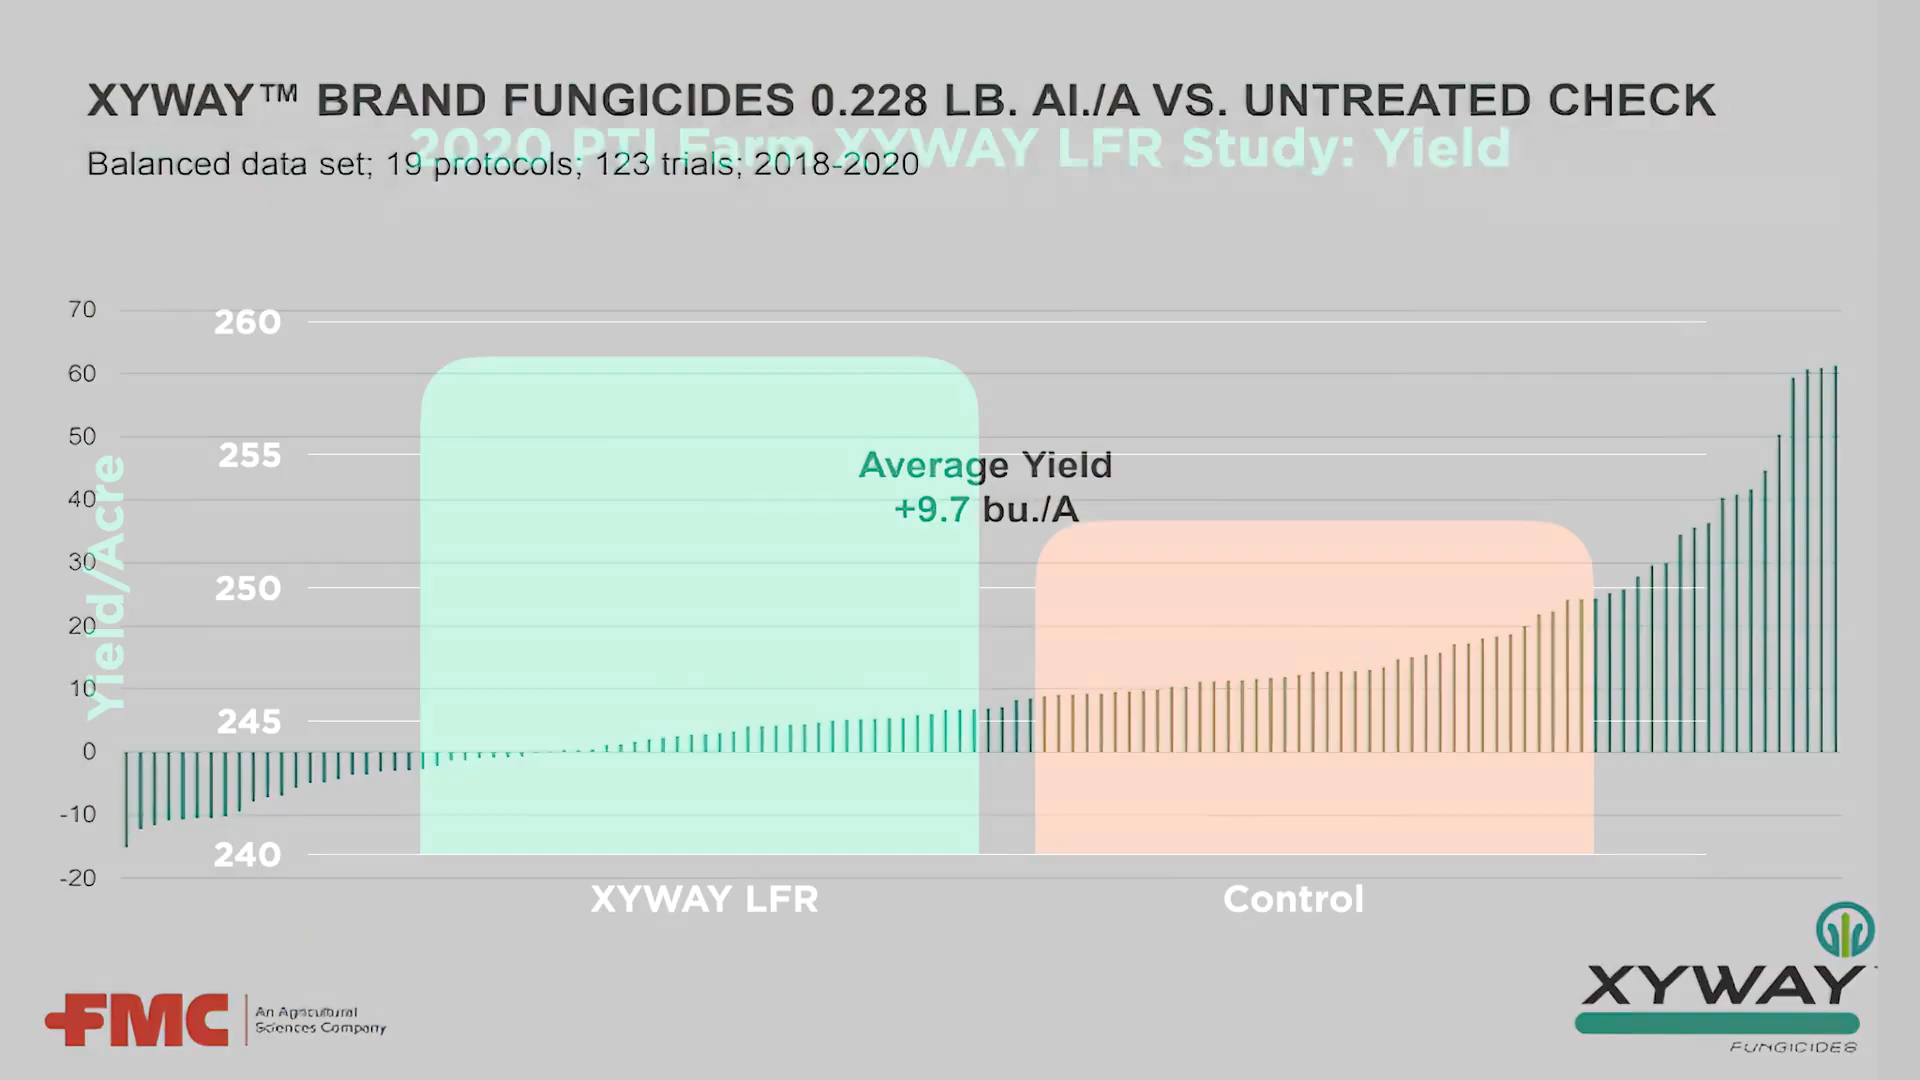 XYWAY™ BRAND FUNGICIDES 0.228 LB. AI./A VS. UNTREATED CHECK
2020 PTI Farm XYWAY LFR Study: Yield
Balanced data set; 19 protocols; 123 trials; 2018-2020
70
60
50
40
30
20
10
0
-10
-20
Yield/Acre
260
255
250
245
240
Average Yield
+9.7 bu./A
XYWAY LFR
Control
FMC
An Agricultural
Sciences Company
XYWAY
FUNGICIDES